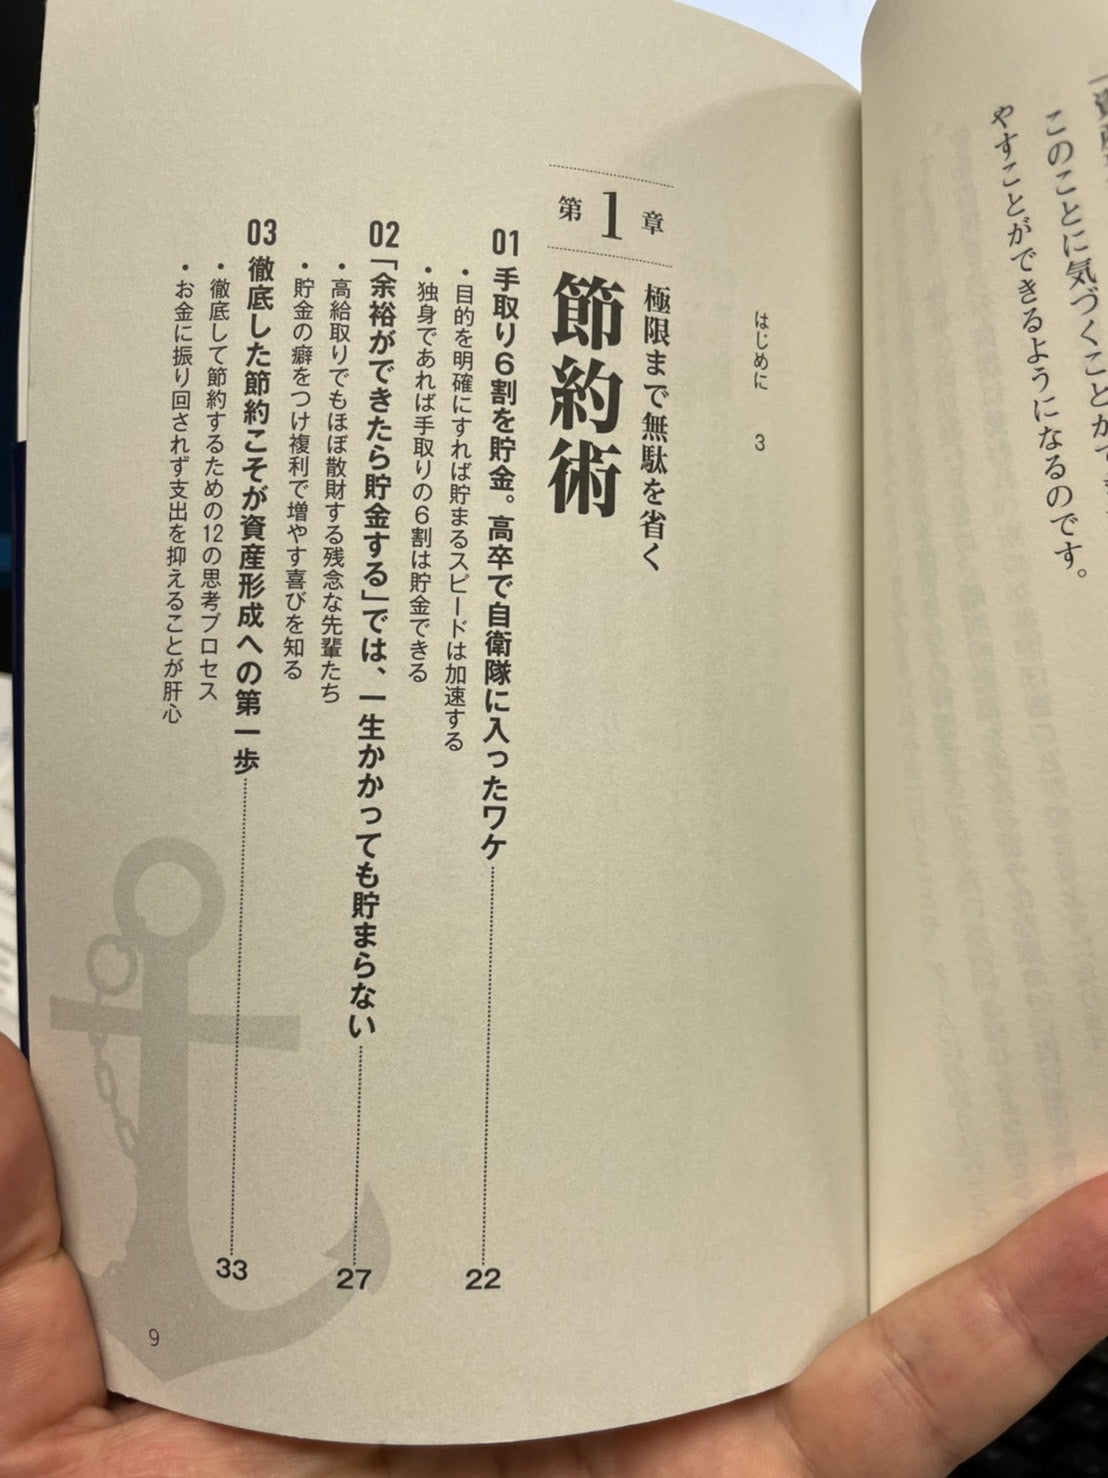 このことに気づくことが
やすことができるようになるのです。
はじめに 3
第1章
極限まで無駄を省く
節約術
01 手取り6割を貯金。高卒で自衛隊に入ったワケ 22
・目的を明確にすれば貯まるスピードは加速する
・独身であれば手取りの6割は貯金できる
02 「余裕ができたら貯金する」では、一生かかっても貯まらない 27
・高給取りでもほぼ散財する残念な先輩たち
・貯金の癖をつけ複利で増やす喜びを知る
03 徹底した節約こそが資産形成への第一歩 33
・徹底して節約するための12の思考プロセス
・お金に振り回されず支出を抑えることが肝心
9